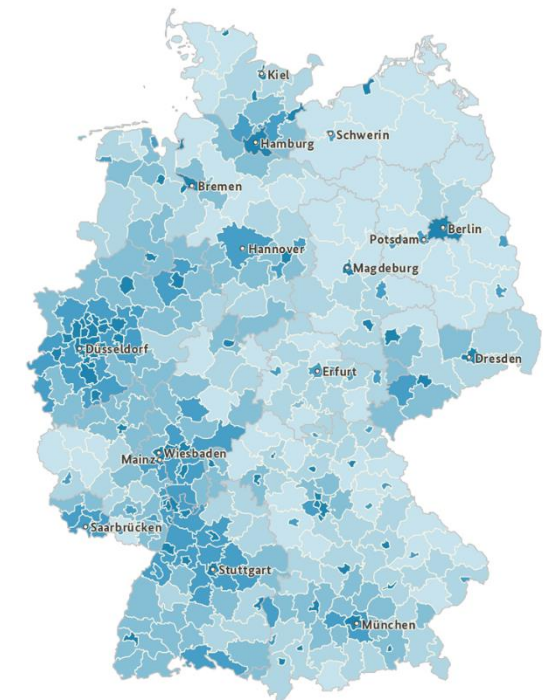 Kiel
Schwerin
Hamburg
Bremen
Berlin
Potsdam
Hannover
Magdeburg
Düsseldorf
Dresden
Erfurt
Wiesbaden
Mainz
Saarbrücken
Stuttgart
München